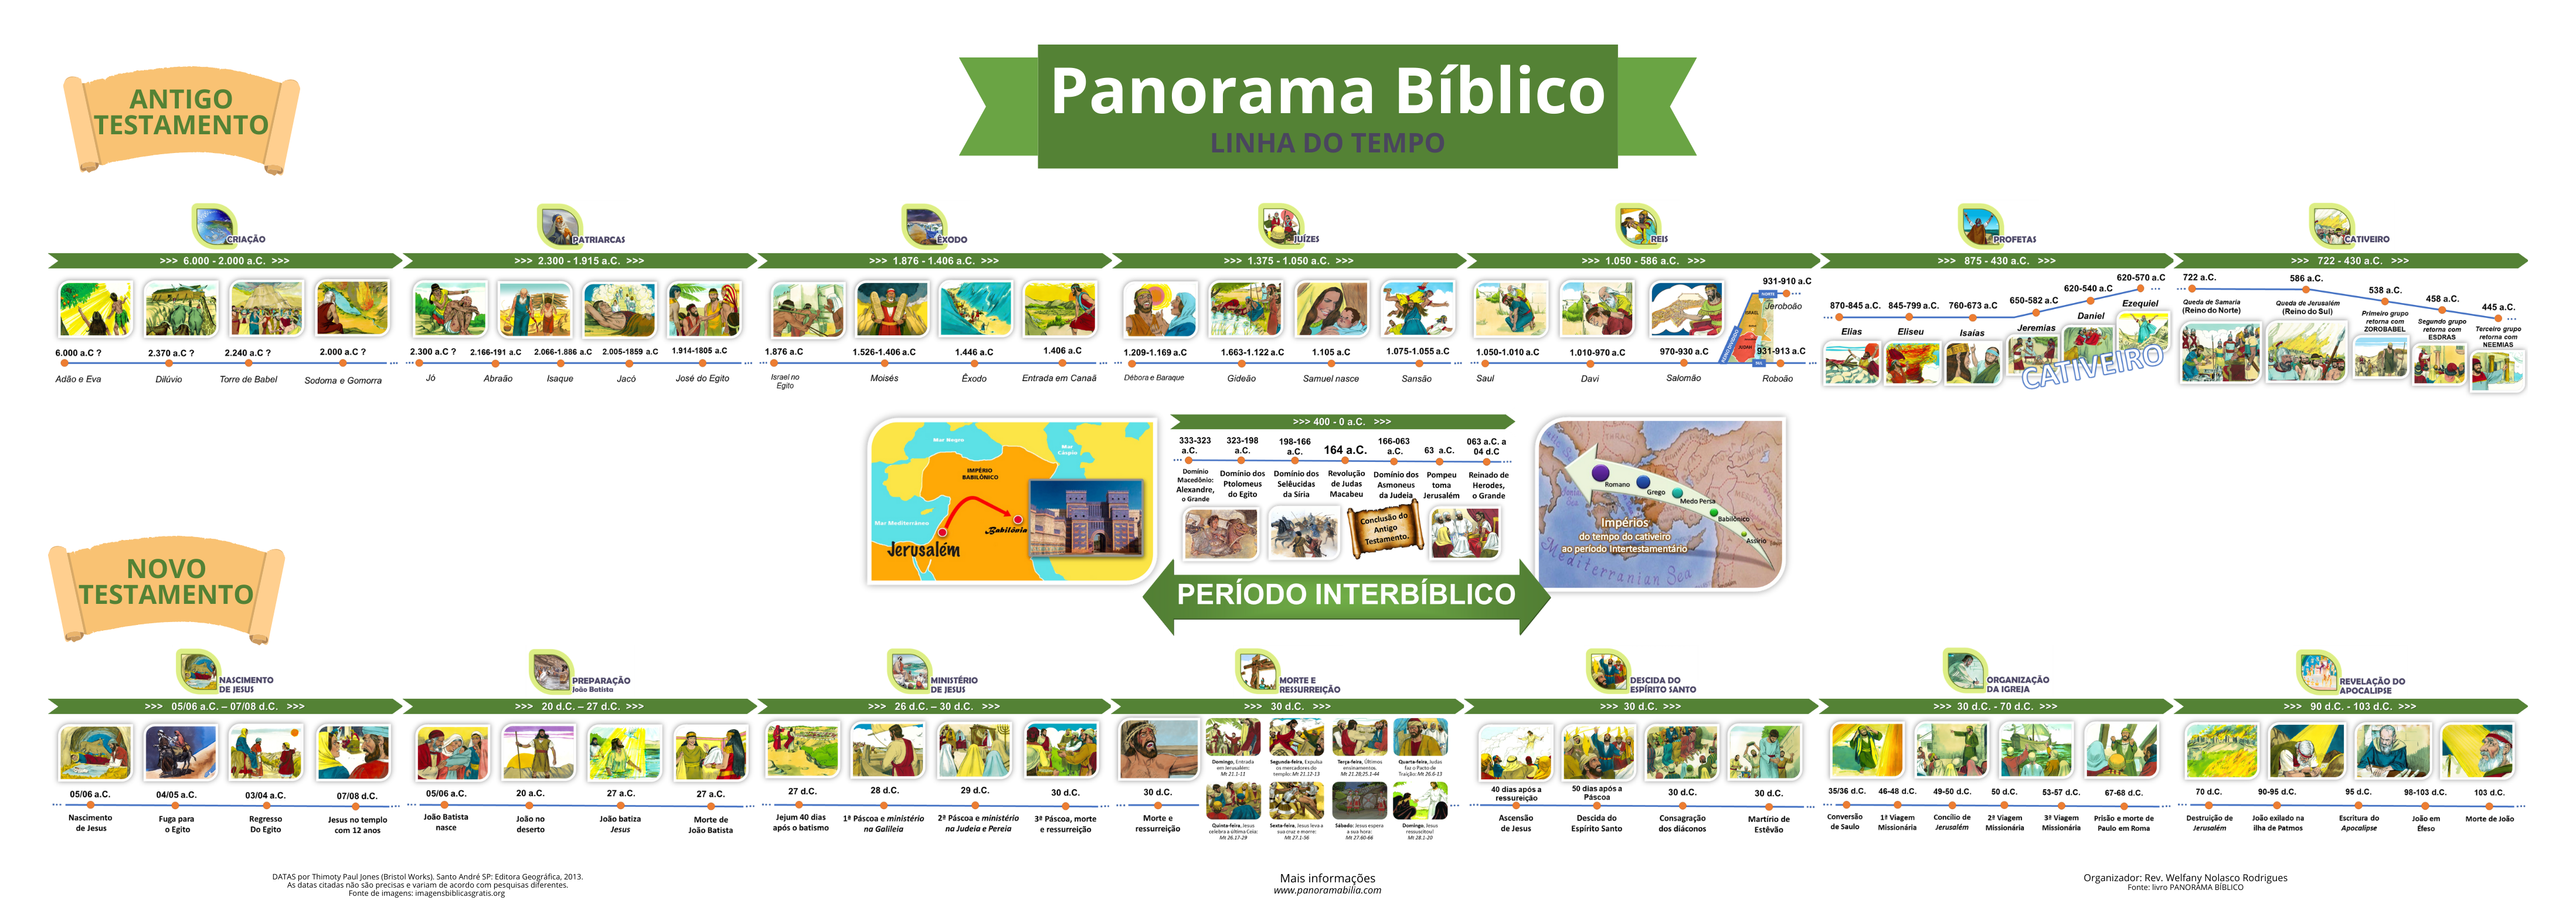 Panorama Bíblico
LINHA DO TEMPO
ANTIGO
TESTAMENTO
CRIAÇÃO
>>> 6.000 - 2.000 a.C. >>>
6.000 a.C ?
2.370 a.C ?
2.240 a.C ?
2.000 a.C ?
Adão e Eva
Dilúvio
Torre de Babel
Sodoma e Gomorra
PATRIARCAS
>>> 2.300 - 1.915 a.C. >>>
2.300 a.C ?
2.166-191 a.C
2.066-1.886 a.C
2.005-1859 a.C
1.914-1805 a.C
Jó
Abraão
Isaque
Jacó
José do Egito
ÊXODO
>>> 1.876 - 1.406 a.C. >>>
1.876 a.C
1.526-1.406 a.C
1.446 a.C
1.406 a.C
Israel no
Egito
Moisés
Êxodo
Entrada em Canaã
JUÍZES
>>> 1.375 - 1.050 a.C. >>>
1.209-1.169 a.C
1.663-1.122 a.C
1.105 a.C
1.075-1.055 a.C
Débora e Baraque
Gideão
Samuel nasce
Sansão
REIS
>>> 1.050 - 586 a.C. >>>
1.050-1.010 a.C
1.010-970 a.C
970-930 a.C
931-910 a.C
Jeroboão
NORTE
ISRAEL
JUDÁ
SUL
931-913 a.C
Saul
Davi
Salomão
Roboão
PROFETAS
>>> 875 - 430 a.C. >>>
870-845 a.C.
845-799 a.C.
760-673 a.C
650-582 a.C
620-540 a.C
620-570 a.C
Elias
Eliseu
Isaías
Jeremias
Daniel
Ezequiel
CATIVEIRO
CATIVEIRO
>>> 722 - 430 a.C. >>>
722 a.C.
586 a.C.
538 a.C.
458 a.C.
445 a.C.
Queda de Samaria
(Reino do Norte)
Queda de Jerusalém
(Reino do Sul)
Primeiro grupo
retorna com
ZOROBABEL
Segundo grupo
retorna com
ESDRAS
Terceiro grupo
retorna com
NEEMIAS
Mar Negro
Mar
Cáspio
IMPÉRIO
BABILÔNICO
Mar Mediterrâneo
Babilônia
Jerusalém
>>> 400 - 0 a.C. >>>
333-323
a.C.
323-198
a.C.
198-166
a.C.
164 a.C.
166-063
a.C.
63 a.C.
063 a.C. a
04 d.C
Domínio
Macedônio:
Alexandre,
o Grande
Domínio dos
Ptolomeus
do Egito
Domínio dos
Selêucidas
da Síria
Revolução
de Judas
Macabeu
Domínio dos
Asmoneus
da Judeia
Pompeu
toma
Jerusalém
Reinado de
Herodes,
o Grande
Conclusão do
Antigo
Testamento.
PERÍODO INTERBÍBLICO
Romano
Grego
Medo Persa
Babilônico
Assírio
Impérios
do tempo do cativeiro
ao período Intertestamentário
Mediterranian Sea
NOVO
TESTAMENTO
NASCIMENTO
DE JESUS
>>> 05/06 a.C. – 07/08 d.C. >>>
05/06 a.C.
04/05 a.C.
03/04 a.C.
07/08 d.C.
Nascimento
de Jesus
Fuga para
o Egito
Regresso
Do Egito
Jesus no templo
com 12 anos
PREPARAÇÃO
João Batista
>>> 20 d.C. – 27 d.C. >>>
05/06 a.C.
20 a.C.
27 a.C.
27 a.C.
João Batista
nasce
João no
deserto
João batiza
Jesus
Morte de
João Batista
MINISTÉRIO
DE JESUS
>>> 26 d.C. – 30 d.C. >>>
27 d.C.
28 d.C.
29 d.C.
30 d.C.
Jejum 40 dias
após o batismo
1ª Páscoa e ministério
na Galileia
2ª Páscoa e ministério
na Judeia e Pereia
3ª Páscoa, morte
e ressurreição
MORTE E
RESSURREIÇÃO
>>> 30 d.C. >>>
30 d.C.
Morte e
ressurreição
Domingo, Entrada
em Jerusalém:
Mt 21.1-11
Segunda-feira, Expulsa
os mercadores do
templo: Mt 21.12-13
Terça-feira, Últimos
ensinamentos.
Mt 21.28;25.1-44
Quarta-feira, Judas
faz o Pacto de
Traição: Mt 26.6-13
Quinta-feira, Jesus
celebra a última Ceia:
Mt 26.17-29
Sexta-feira, Jesus leva a
sua cruz e morre:
Mt 27.1-56
Sábado: Jesus espera
a sua hora:
Mt 27.60-66
Domingo, Jesus
ressuscitou!
Mt 28.1-20
DESCIDA DO
ESPÍRITO SANTO
>>> 30 d.C. >>>
40 dias após a
ressureição
50 dias após a
Páscoa
30 d.C.
30 d.C.
Ascensão
de Jesus
Descida do
Espírito Santo
Consagração
dos diáconos
Martírio de
Estêvão
ORGANIZAÇÃO
DA IGREJA
>>> 30 d.C. - 70 d.C. >>>
35/36 d.C.
46-48 d.C.
49-50 d.C.
50 d.C.
53-57 d.C.
67-68 d.C.
Conversão
de Saulo
1ª Viagem
Missionária
Concílio de
Jerusalém
2ª Viagem
Missionária
3ª Viagem
Missionária
Prisão e morte de
Paulo em Roma
REVELAÇÃO DO
APOCALIPSE
>>> 90 d.C. - 103 d.C. >>>
70 d.C.
90-95 d.C.
95 d.C.
98-103 d.C.
103 d.C.
Destruição de
Jerusalém
João exilado na
ilha de Patmos
Escritura do
Apocalipse
João em
Éfeso
Morte de João
DATAS por Thimoty Paul Jones (Bristol Works). Santo André SP: Editora Geográfica, 2013.
As datas citadas não são precisas e variam de acordo com pesquisas diferentes.
Fonte de imagens: imagensbiblicasgratis.org
Mais informações
www.panoramabilia.com
Organizador: Rev. Welfany Nolasco Rodrigues
Fonte: livro PANORAMA BÍBLICO